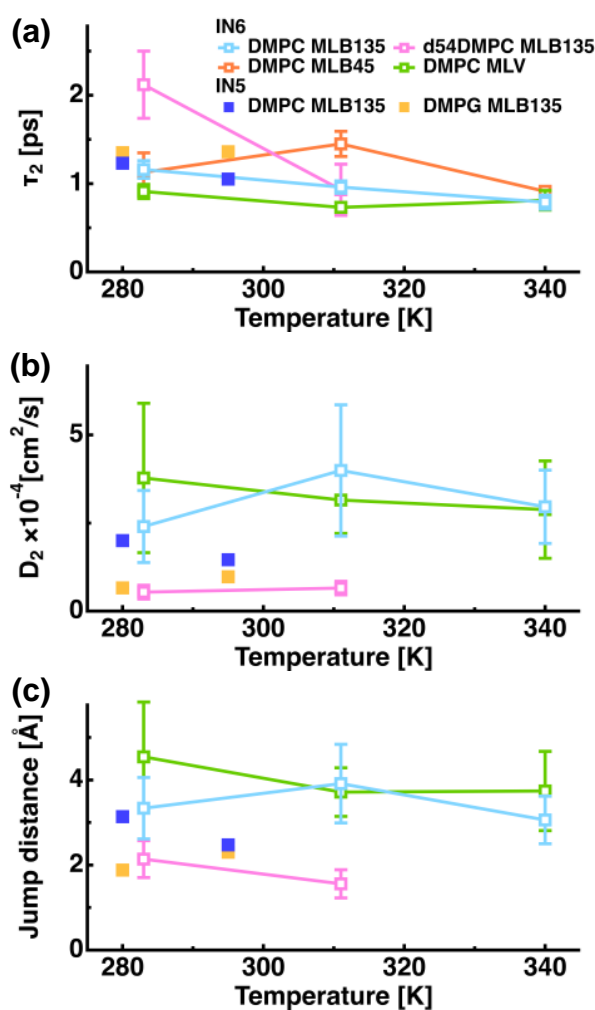 (a)
IN6
DMPC MLB135 d54DMPC MLB135
DMPC MLB45 DMPC MLV
IN5
DMPC MLB135 DMPG MLB135
τ₂ [ps]
2
1
0
280 300 320 340
Temperature [K]
(b)
D₂ ×10⁻⁴[cm²/s]
5
0
280 300 320 340
Temperature [K]
(c)
Jump distance [Å]
4
2
0
280 300 320 340
Temperature [K]